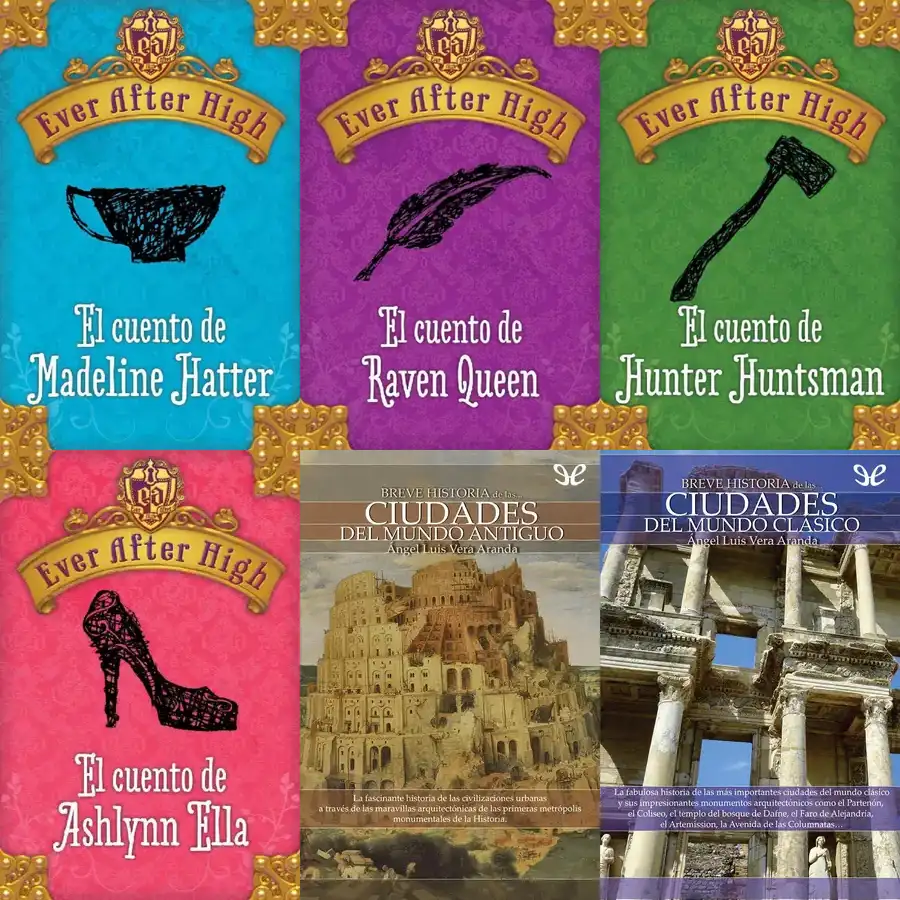 Ever After High
El cuento de
Madeline Hatter
Ever After High
El cuento de
Raven Queen
Ever After High
El cuento de
Hunter Huntsman
Ever After High
El cuento de
Ashlynn Ella
BREVE HISTORIA de las...
CIUDADES
DEL MUNDO ANTIGUO
Ángel Luis Vera Aranda
La fascinante historia de las civilizaciones urbanas
a través de las maravillas arquitectónicas de las primeras metrópolis
monumentales de la Historia.
BREVE HISTORIA de las...
CIUDADES
DEL MUNDO CLÁSICO
Ángel Luis Vera Aranda
La fabulosa historia de las más importantes ciudades del mundo clásico
y sus impresionantes monumentos arquitectónicos como el Partenón,
el Coliseo, el templo del bosque de Dafne, el Faro de Alejandría,
el Artemission, la Avenida de las Columnatas...